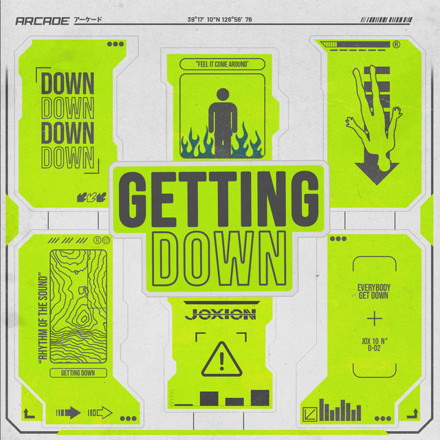 ARCADE アーケード
39°17' 10"N 126°56' 76
DOWN
DOWN
DOWN
DOWN
"FEEL IT COME AROUND"
®
GETTING
DOWN
"RHYTHM OF THE SOUND"
GETTING DOWN
JOXION
EVERYBODY
GET DOWN
JOX 10 N°
D-02